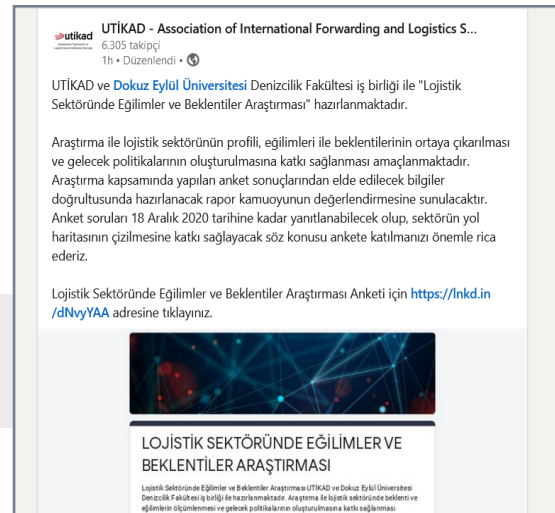 utikad
UTİKAD - Association of International Forwarding and Logistics S...
6.305 takipçi
1h • Düzenlendi •
UTİKAD ve Dokuz Eylül Üniversitesi Denizcilik Fakültesi iş birliği ile "Lojistik
Sektöründe Eğilimler ve Beklentiler Araştırması" hazırlanmaktadır.
Araştırma ile lojistik sektörünün profili, eğilimleri ile beklentilerinin ortaya çıkarılması
ve gelecek politikalarının oluşturulmasına katkı sağlanması amaçlanmaktadır.
Araştırma kapsamında yapılan anket sonuçlarından elde edilecek bilgiler
doğrultusunda hazırlanacak rapor kamuoyunun değerlendirmesine sunulacaktır.
Anket soruları 18 Aralık 2020 tarihine kadar yanıtlanabilecek olup, sektörün yol
haritasının çizilmesine katkı sağlayacak söz konusu ankete katılmanızı önemle rica
ederiz.
Lojistik Sektöründe Eğilimler ve Beklentiler Araştırması Anketi için https://lnkd.in
/dNvyYAA adresine tıklayınız.
LOJİSTİK SEKTÖRÜNDE EĞİLİMLER VE
BEKLENTİLER ARAŞTIRMASI
Lojistik Sektöründe Eğilimler ve Beklentiler Araştırması UTİKAD ve Dokuz Eylül Üniversitesi
Denizcilik Fakültesi iş birliği ile hazırlanmaktadır. Araştırma ile lojistik sektöründe beklenti ve
eğilimlerin ölçümlenmesi ve gelecek politikalarının oluşturulmasına katkı sağlanması